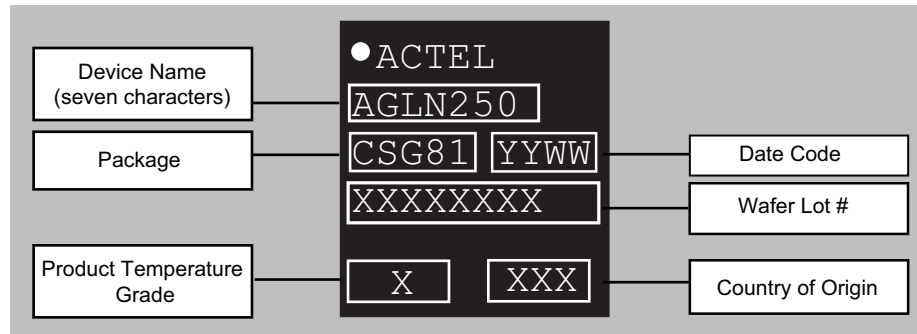 ACTEL
Device Name
(seven characters)
AGLN250
Package
CSG81 YYWW
Date Code
XXXXXXXX
Wafer Lot #
Product Temperature
Grade
X XXX
Country of Origin